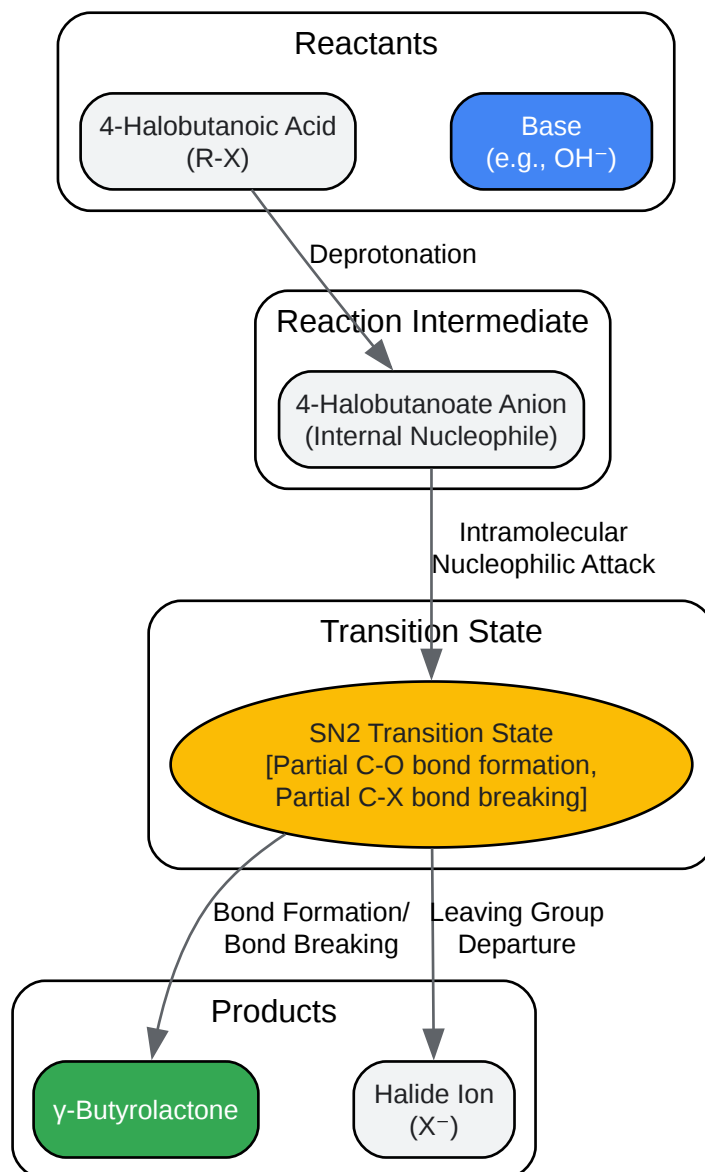 Reactants
4-Halobutanoic Acid
(R-X)
Base
(e.g., OH⁻)
Deprotonation
Reaction Intermediate
4-Halobutanoate Anion
(Internal Nucleophile)
Intramolecular
Nucleophilic Attack
Transition State
SN2 Transition State
[Partial C-O bond formation,
Partial C-X bond breaking]
Bond Formation/
Bond Breaking
Leaving Group
Departure
Products
γ-Butyrolactone
Halide Ion
(X⁻)